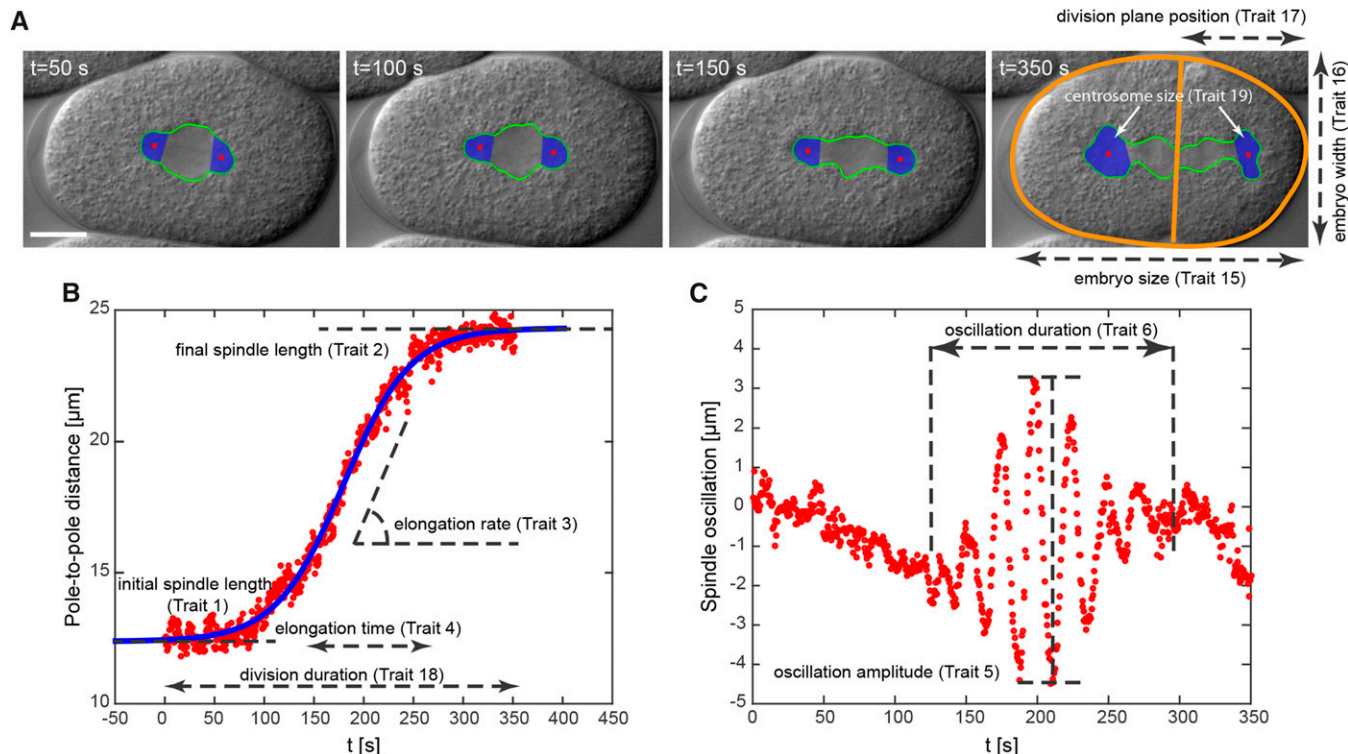 A
division plane position (Trait 17)
t=50 s
t=100 s
t=150 s
t=350 s
centrosome size (Trait 19)
embryo width (Trait 16)
embryo size (Trait 15)
B
25
20
15
10
Pole-to-pole distance [µm]
final spindle length (Trait 2)
elongation rate (Trait 3)
initial spindle length
(Trait 1)
elongation time (Trait 4)
division duration (Trait 18)
-50 0 50 100 150 200 250 300 350 400 450
t [s]
C
5
4
3
2
1
0
-1
-2
-3
-4
-5
Spindle oscillation [µm]
oscillation duration (Trait 6)
oscillation amplitude (Trait 5)
0 50 100 150 200 250 300 350
t [s]